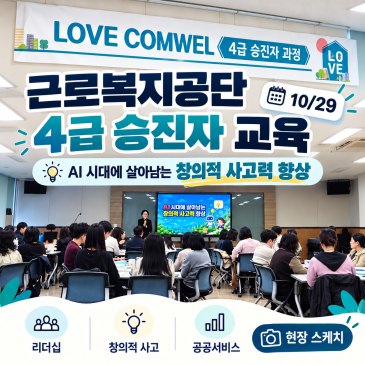 LOVE COMWEL 4급 승진자 과정
LO
VE
근로복지공단
10/29
4급 승진자 교육
AI 시대에 살아남는 창의적 사고력 향상
AI 시대에 살아남는
창의적 사고력 향상
리더십
창의적 사고
공공서비스
현장 스케치